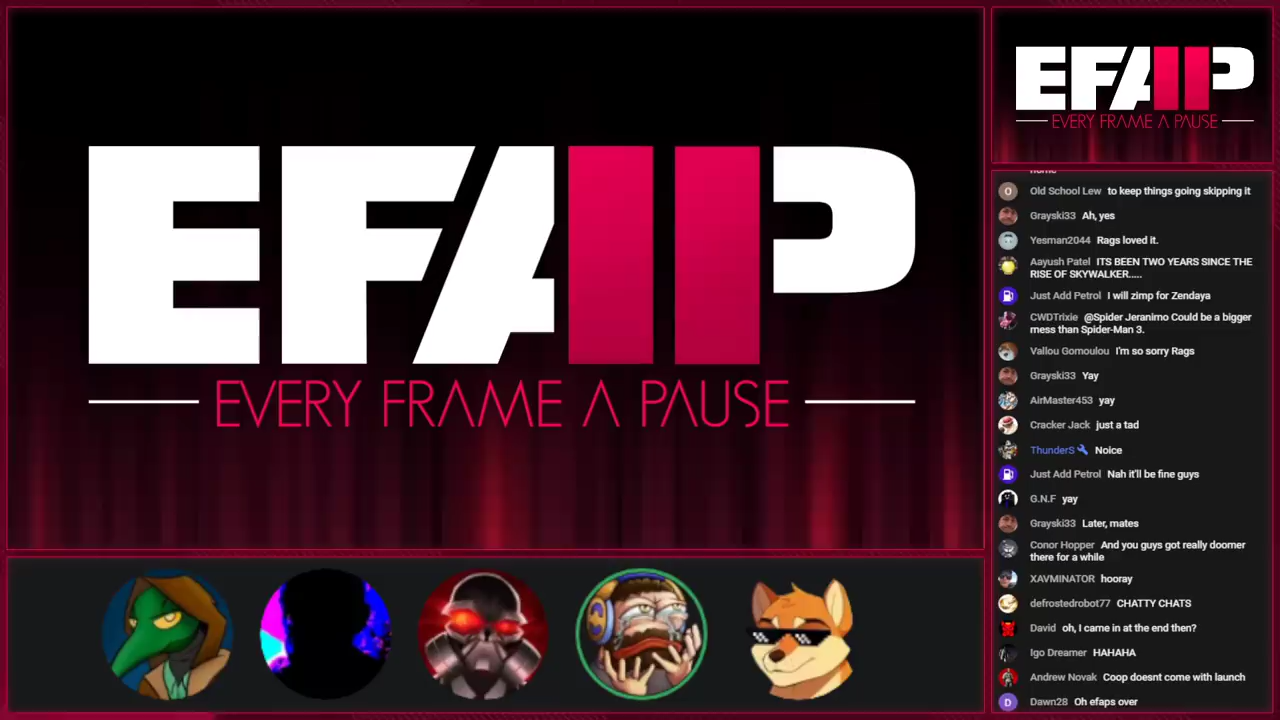 EFAP
EVERY FRAME A PAUSE
EFAP
EVERY FRAME A PAUSE
Old School Lew to keep things going skipping it
Grayski33 Ah, yes
Yesman2044 Rags loved it.
Aayush Patel ITS BEEN TWO YEARS SINCE THE
RISE OF SKYWALKER.....
Just Add Petrol I will zimp for Zendaya
CWDTrixie @Spider Jeranimo Could be a bigger
mess than Spider-Man 3.
Vallou Gomoulou I'm so sorry Rags
Grayski33 Yay
AirMaster453 yay
Cracker Jack just a tad
ThunderS Noice
Just Add Petrol Nah it'll be fine guys
G.N.F yay
Grayski33 Later, mates
Conor Hopper And you guys got really doomer
there for a while
XAVMINATOR hooray
defrostedrobot77 CHATTY CHATS
David oh, I came in at the end then?
Igo Dreamer HAHAHA
Andrew Novak Coop doesnt come with launch
D Dawn28 Oh efaps over